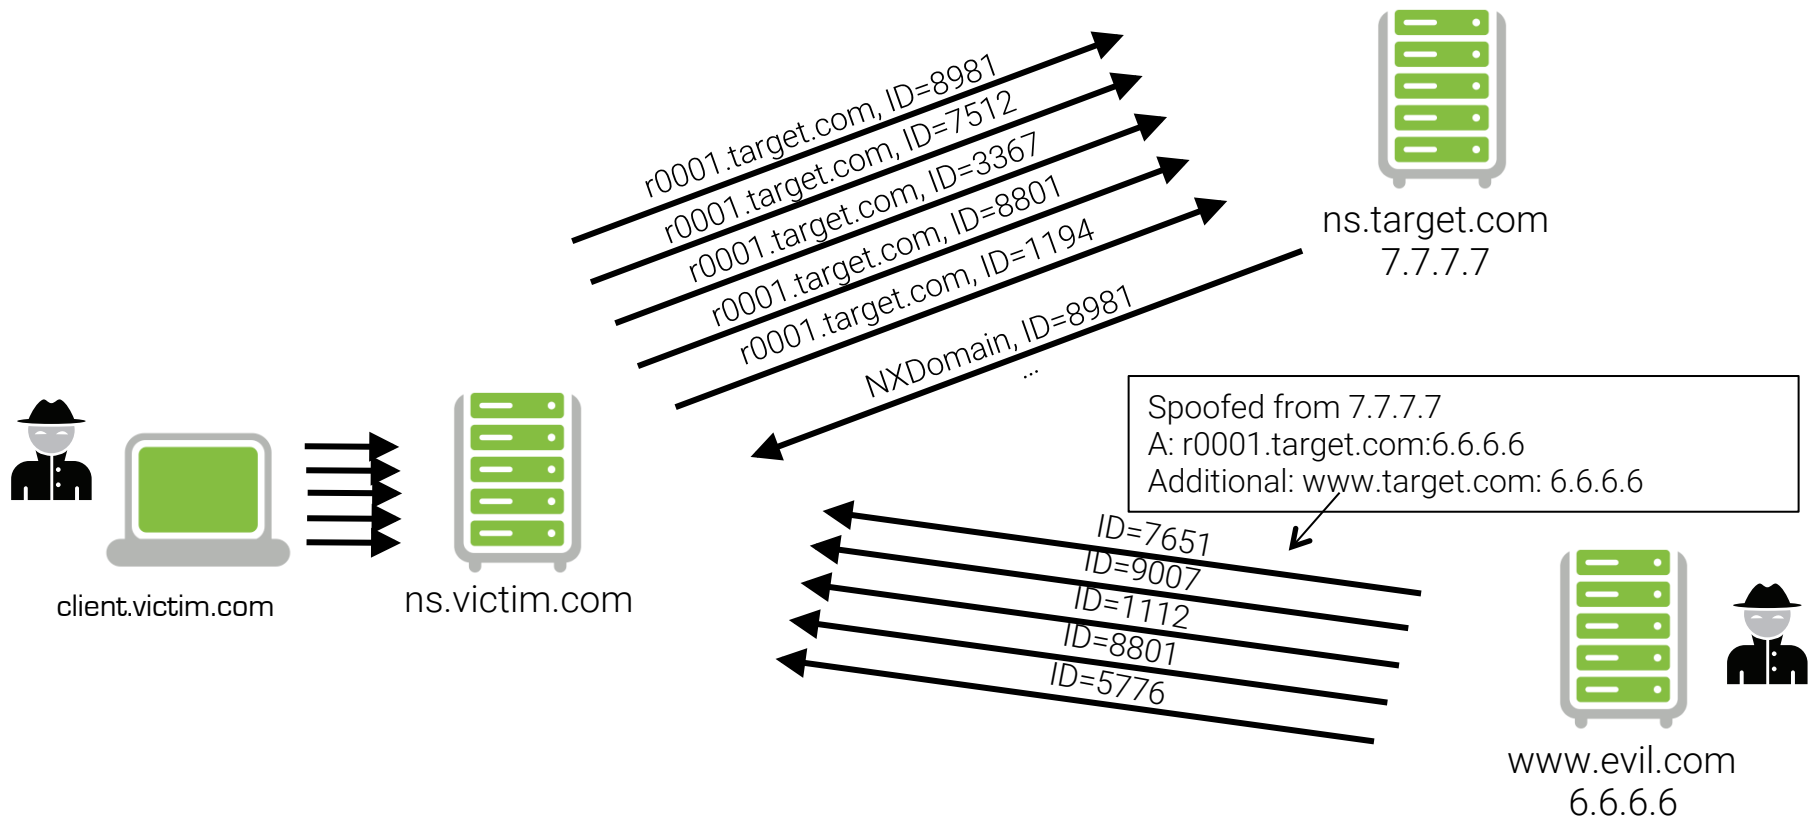 r0001.target.com, ID=8981
r0001.target.com, ID=7512
r0001.target.com, ID=3367
r0001.target.com, ID=8801
r0001.target.com, ID=1194
NXDomain, ID=8981
...
ns.target.com
7.7.7.7
Spoofed from 7.7.7.7
A: r0001.target.com:6.6.6.6
Additional: www.target.com: 6.6.6.6
client.victim.com
ns.victim.com
ID=7651
ID=9007
ID=1112
ID=8801
ID=5776
www.evil.com
6.6.6.6